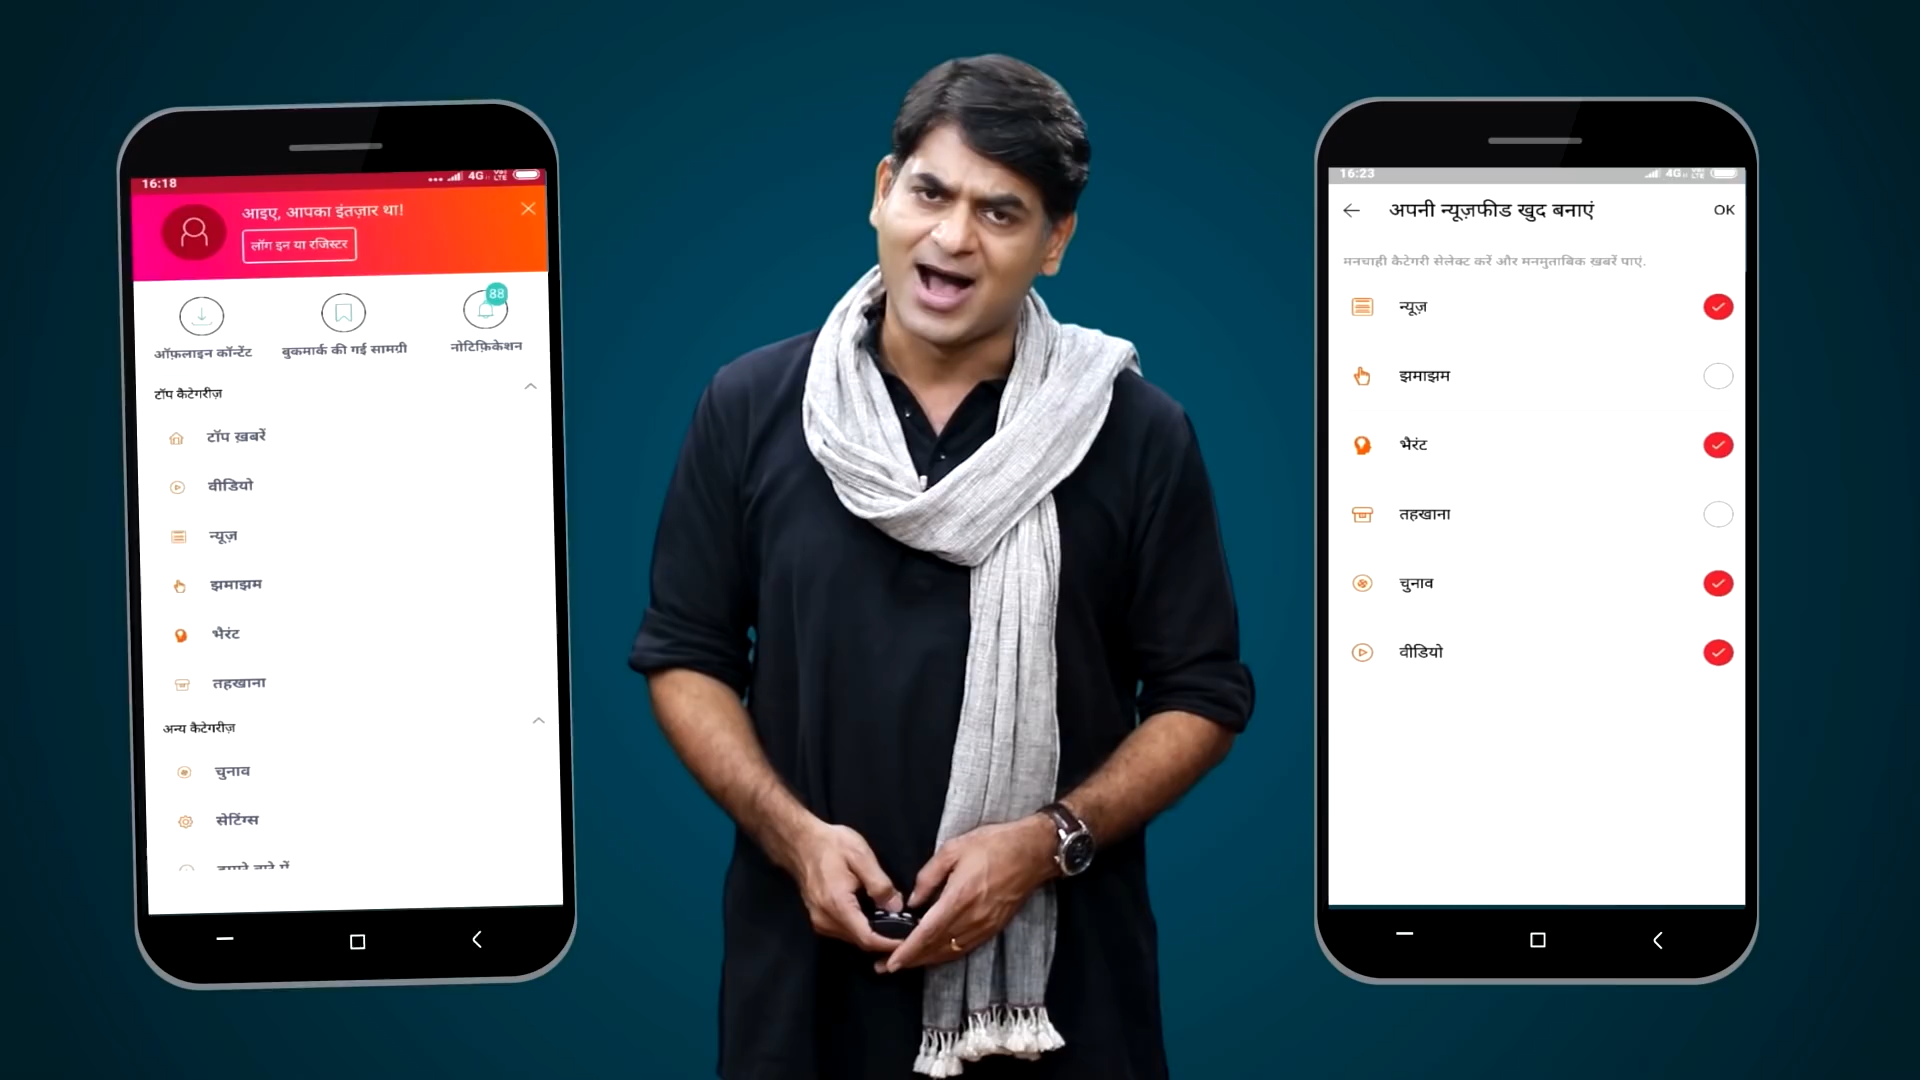 16:18
4G
VoLTE
आइए, आपका इंतज़ार था!
लॉग इन या रजिस्टर
88
ऑफ़लाइन कॉन्टेंट
बुकमार्क की गई सामग्री
नोटिफ़िकेशन
टॉप कैटेगरीज़
टॉप ख़बरें
वीडियो
न्यूज़
झमाझम
भैरंट
तहखाना
अन्य कैटेगरीज़
चुनाव
सेटिंग्स
16:23
4G
VoLTE
अपनी न्यूज़फीड खुद बनाएं
OK
मनचाही कैटेगरी सेलेक्ट करें और मनमुताबिक ख़बरें पाएं.
न्यूज़
झमाझम
भैरंट
तहखाना
चुनाव
वीडियो